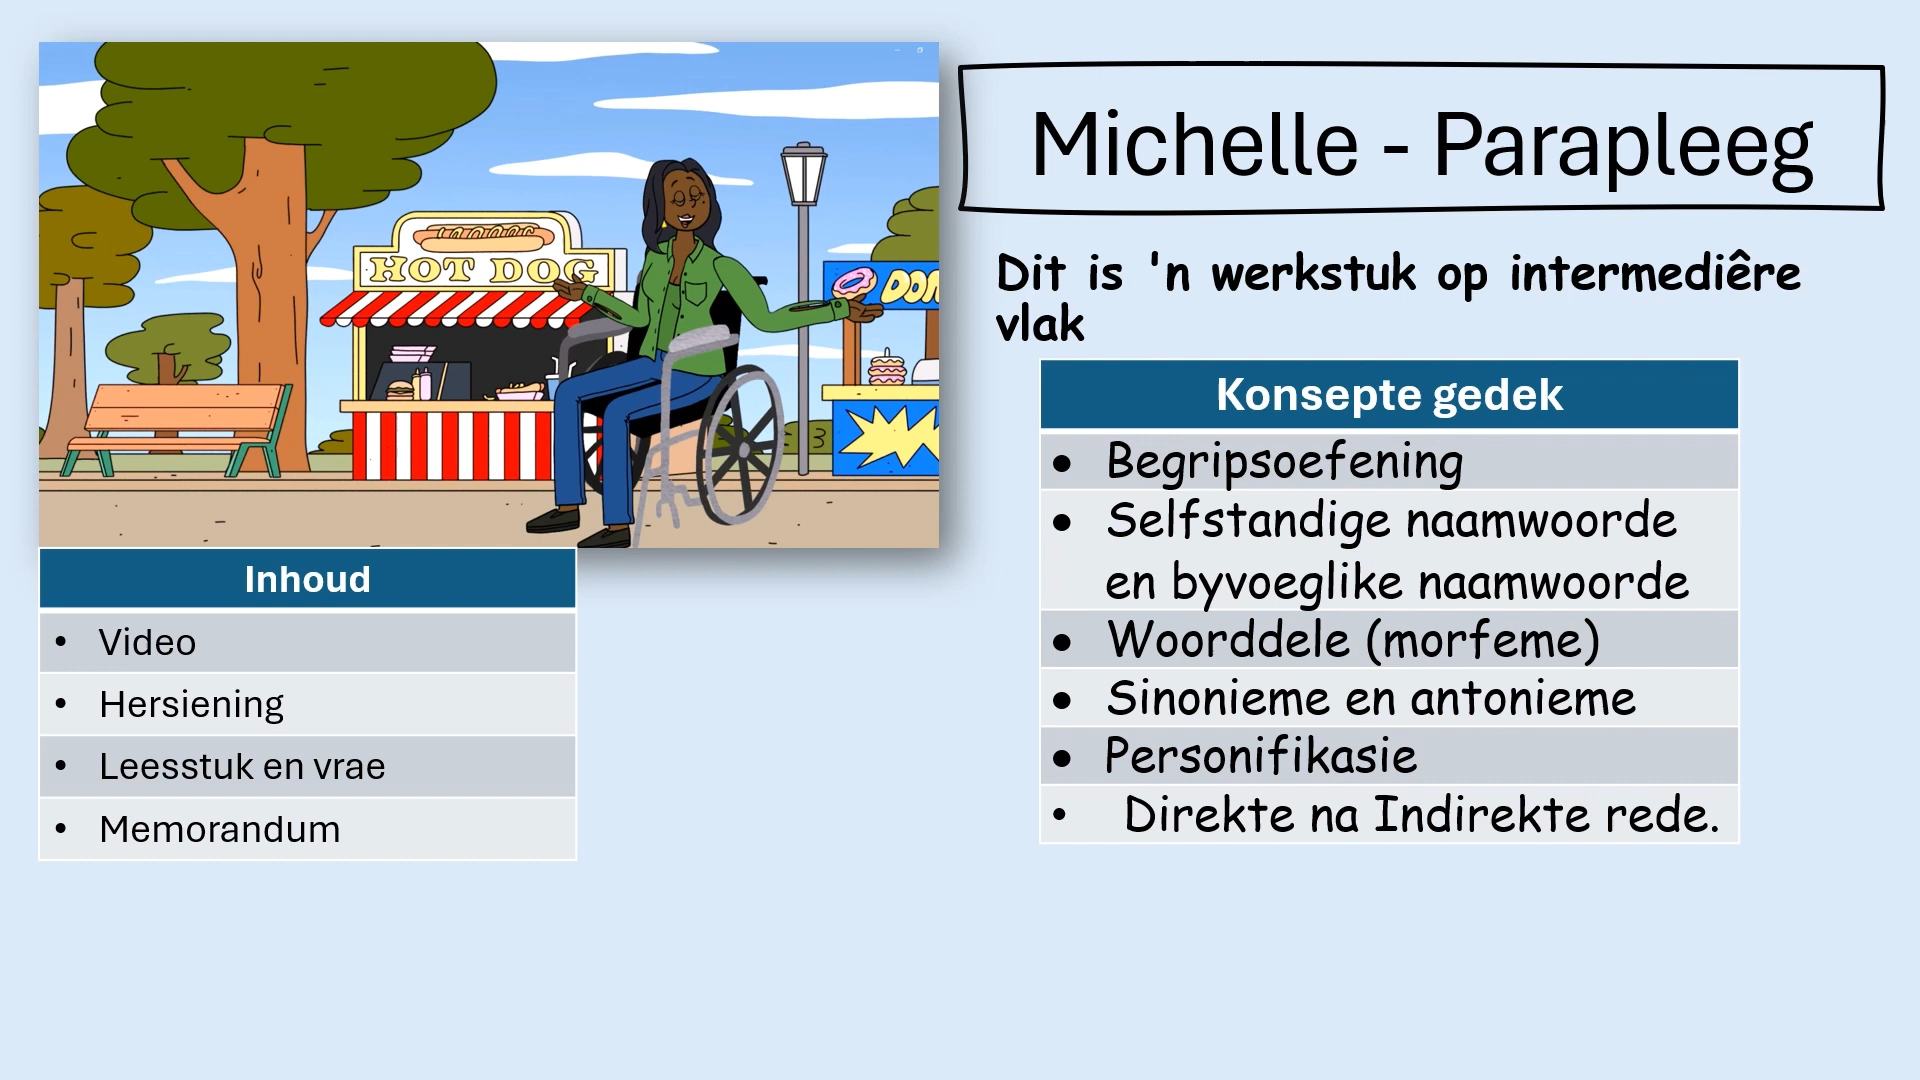 Michelle - Parapleeg
HOT DOG
DON
Dit is 'n werkstuk op intermediêre
vlak
Konsepte gedek
• Begripsoefening
• Selfstandige naamwoorde
en byvoeglike naamwoorde
• Woorddele (morfeme)
• Sinonieme en antonieme
• Personifikasie
• Direkte na Indirekte rede.
Inhoud
• Video
• Hersiening
• Leesstuk en vrae
• Memorandum